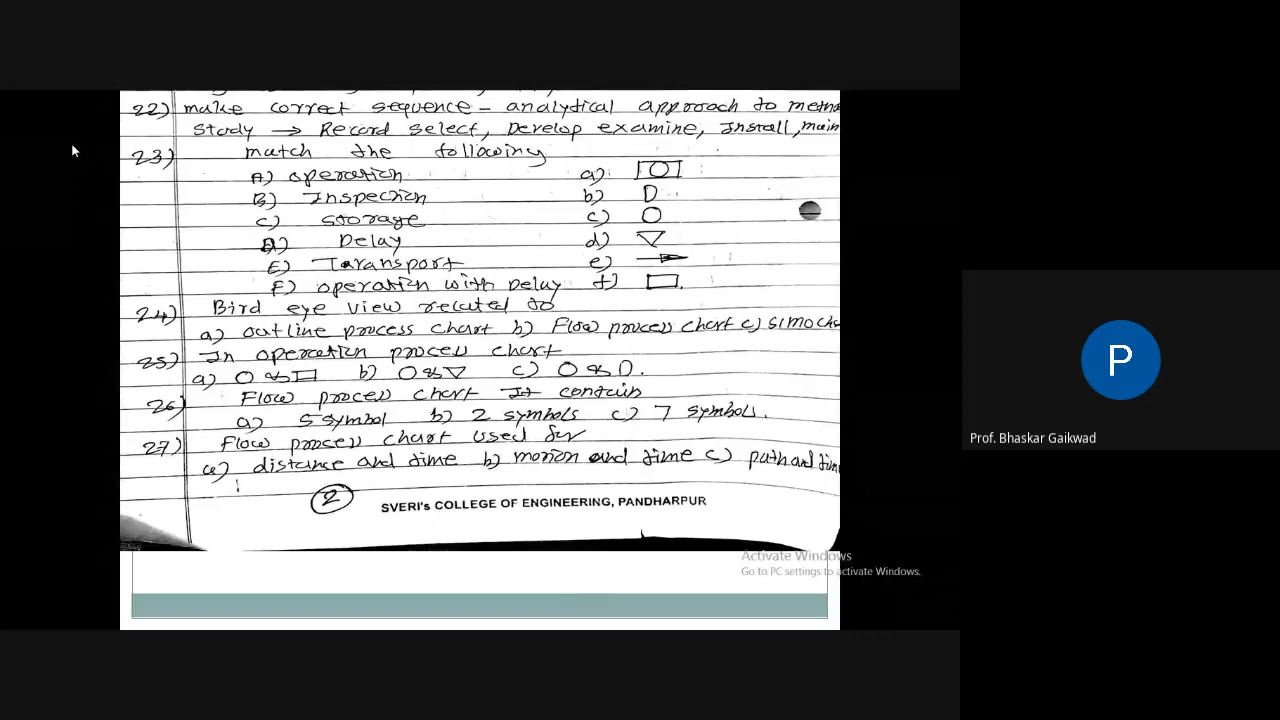 22) make correct sequence - analytical approach to metho
study → Record select, Develop examine, Install, main
23) match the following
A) operation a) 
B) Inspection b) D
C) Storage c) O
D) Delay d) ▽
E) Taransport e) →
F) operation with Delay f) □.
24) Bird eye view related to
a) outline process chart b) Flow process chart c) SIMO cha
25) In operation process chart
a) O & □ b) O & ▽ c) O & D.
26) Flow process chart It contain
a) 5 symbol b) 2 symbols c) 7 symbols.
27) Flow process chart used for
a) distance and time b) motion and time c) path and tim
2
SVERI's COLLEGE OF ENGINEERING, PANDHARPUR
Activate Windows
Go to PC settings to activate Windows.
P
Prof. Bhaskar Gaikwad